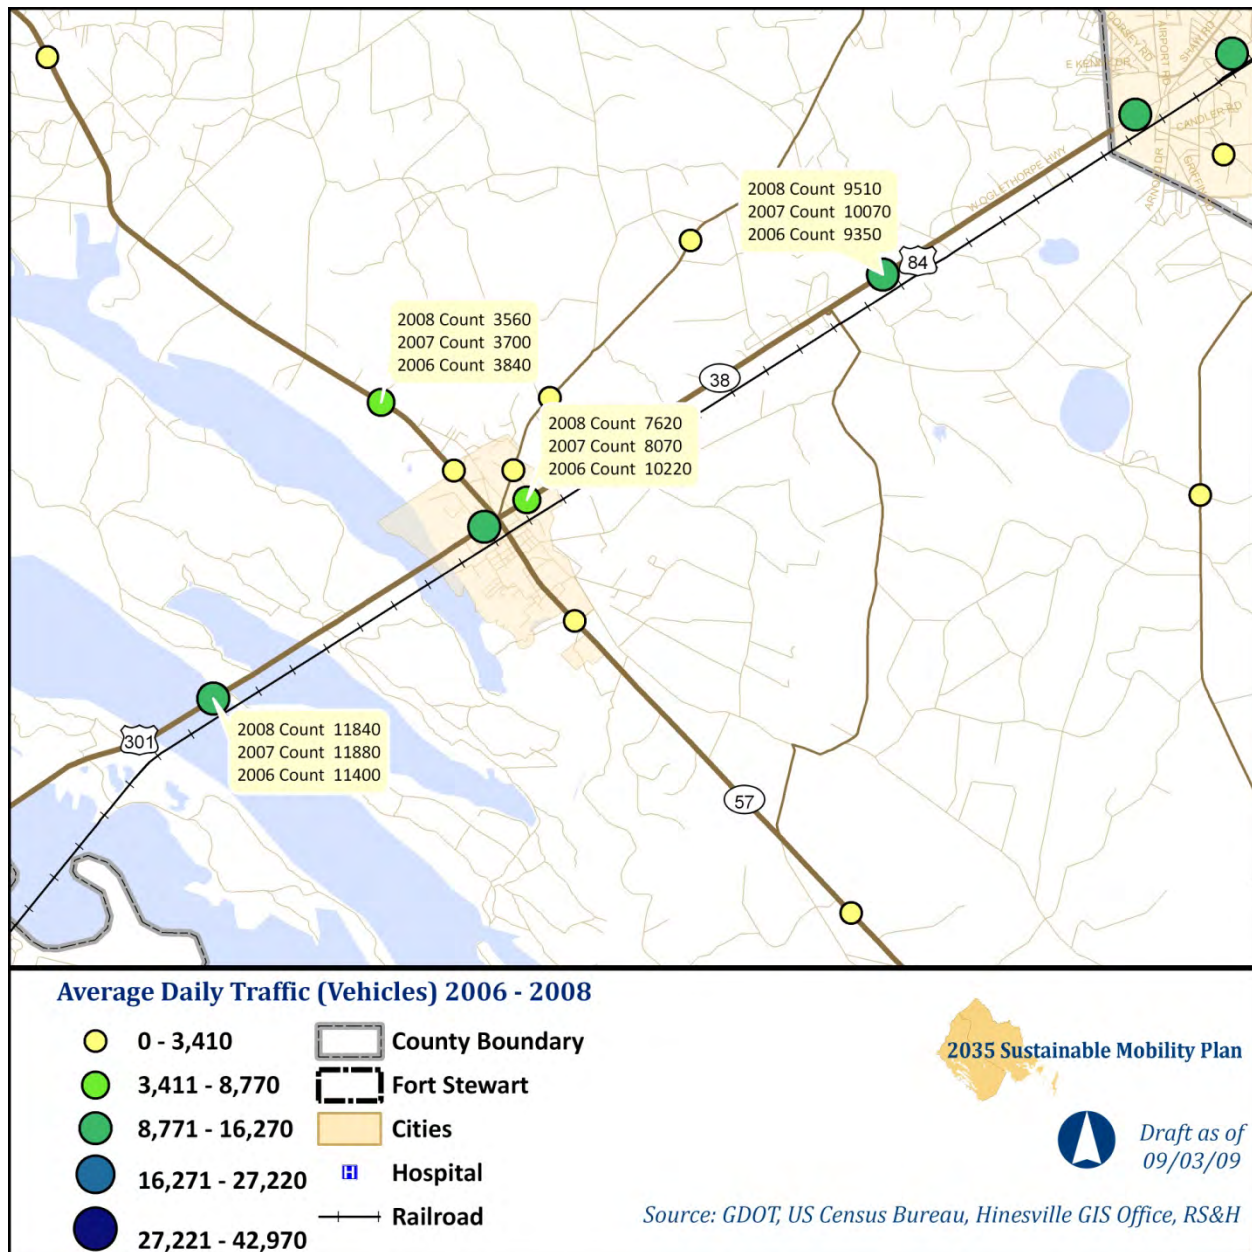 DORSEY RD
AIRPORT RD
SHAW RD
CANDLER RD
ARNOLD DR
W OGLETHORPE HWY
2008 Count 9510
2007 Count 10070
2006 Count 9350
84
2008 Count 3560
2007 Count 3700
2006 Count 3840
38
2008 Count 7620
2007 Count 8070
2006 Count 10220
301
2008 Count 11840
2007 Count 11880
2006 Count 11400
57
Average Daily Traffic (Vehicles) 2006 - 2008
0 - 3,410
3,411 - 8,770
8,771 - 16,270
16,271 - 27,220
27,221 - 42,970
County Boundary
Fort Stewart
Cities
H Hospital
Railroad
2035 Sustainable Mobility Plan
Draft as of
09/03/09
Source: GDOT, US Census Bureau, Hinesville GIS Office, RS&H